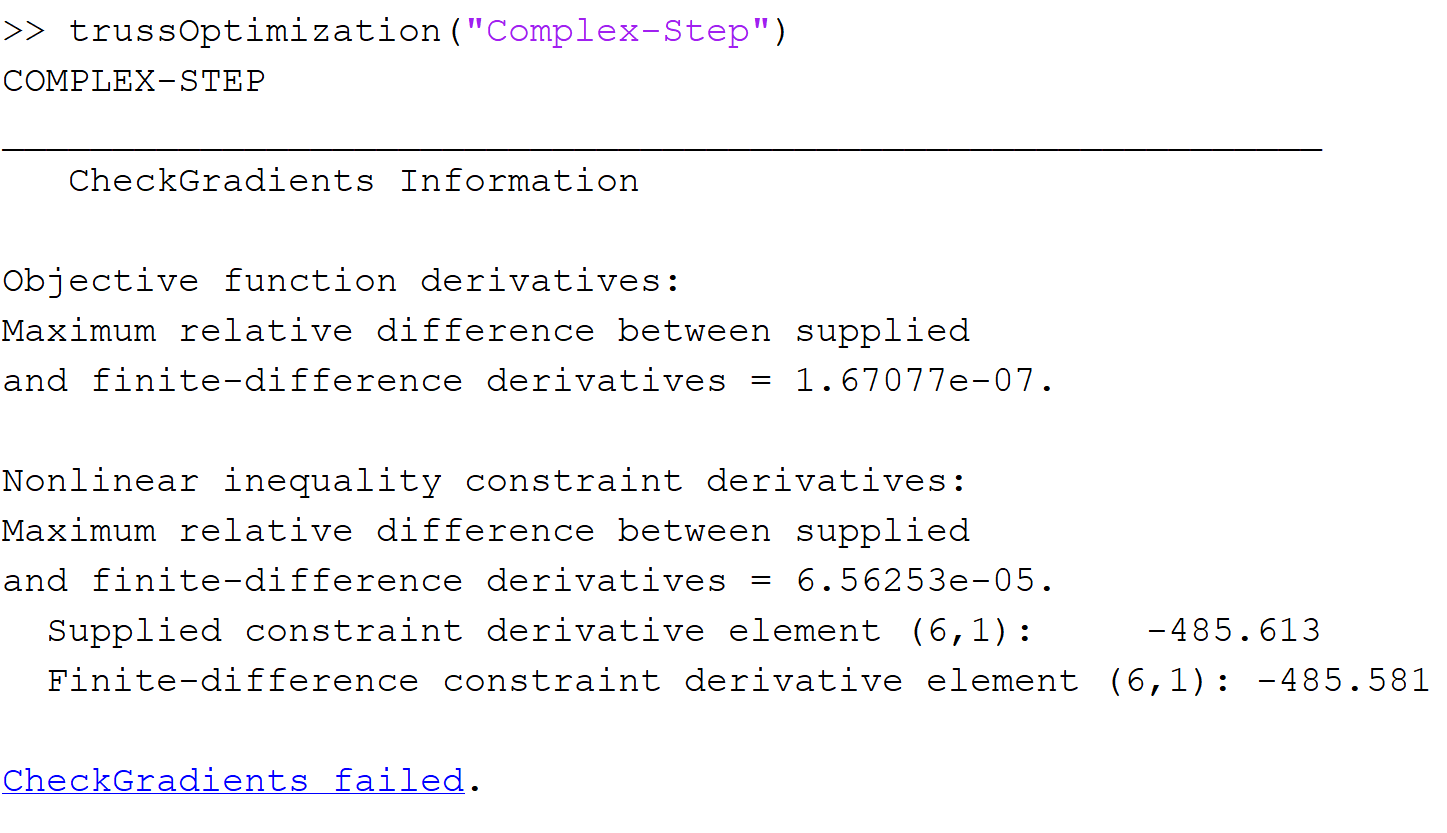 >> trussOptimization("Complex-Step")
COMPLEX-STEP
____________________________________________________________
CheckGradients Information
Objective function derivatives:
Maximum relative difference between supplied
and finite-difference derivatives = 1.67077e-07.
Nonlinear inequality constraint derivatives:
Maximum relative difference between supplied
and finite-difference derivatives = 6.56253e-05.
Supplied constraint derivative element (6,1): -485.613
Finite-difference constraint derivative element (6,1): -485.581
CheckGradients failed.